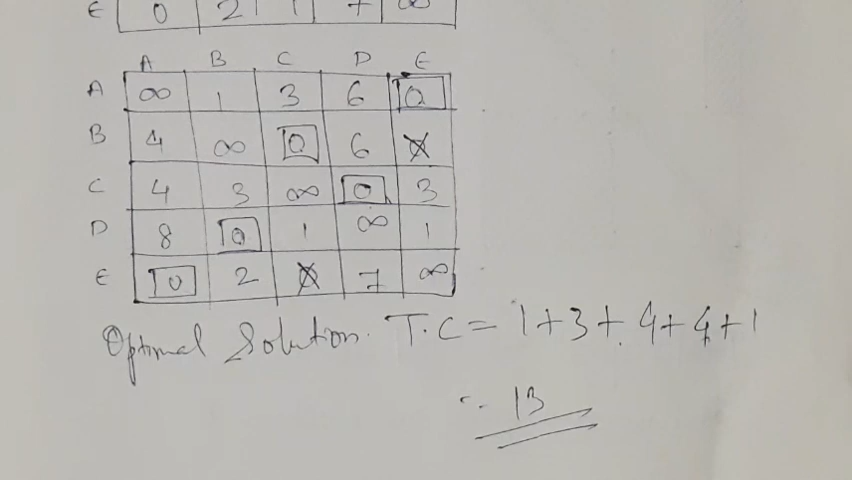 E 0 2 1 7 ∞
A B C D E
A ∞ 1 3 6 0
B 4 ∞ 0 6 0
C 4 3 ∞ 0 3
D 8 0 1 ∞ 1
E 0 2 0 7 ∞
Optimal Solution. T.C = 1+3+4+4+1
∴ 13